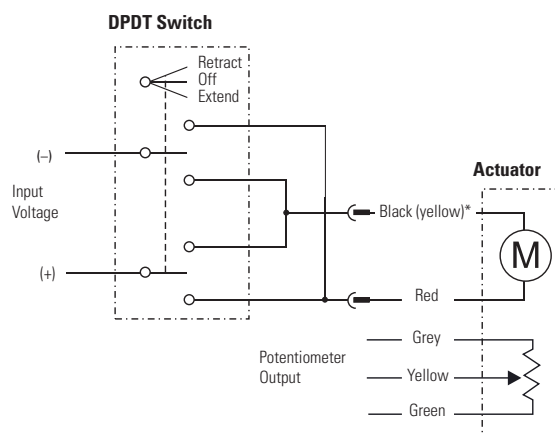 DPDT Switch
Retract
Off
Extend
(–)
Input
Voltage
(+)
Actuator
Black (yellow)*
M
Red
Grey
Potentiometer
Output
Yellow
Green